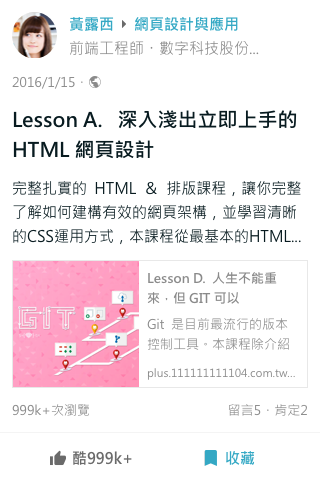 黃露西 ▸ 網頁設計與應用
前端工程師．數字科技股份...
2016/1/15 ·
Lesson A. 深入淺出立即上手的
HTML 網頁設計
完整扎實的 HTML & 排版課程，讓你完整
了解如何建構有效的網頁架構，並學習清晰
的CSS運用方式，本課程從最基本的HTML...
GIT
Lesson D. 人生不能重
來，但 GIT 可以
Git 是目前最流行的版本
控制工具。本課程除介紹
plus.111111111104.com.tw...
999k+次瀏覽
留言5．肯定2
酷999k+
收藏